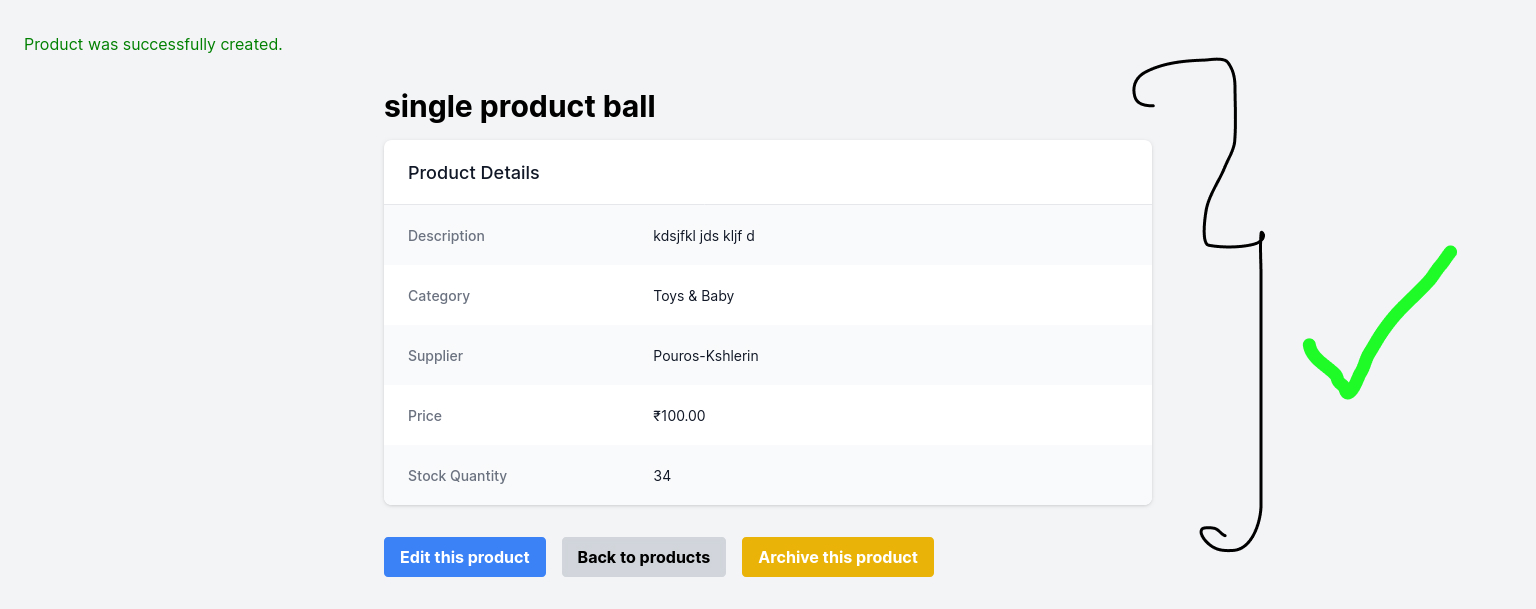 Product was successfully created.
single product ball
Product Details
Description kdsjfkl jds kljf d
Category Toys & Baby
Supplier Pouros-Kshlerin
Price ₹100.00
Stock Quantity 34
Edit this product Back to products Archive this product